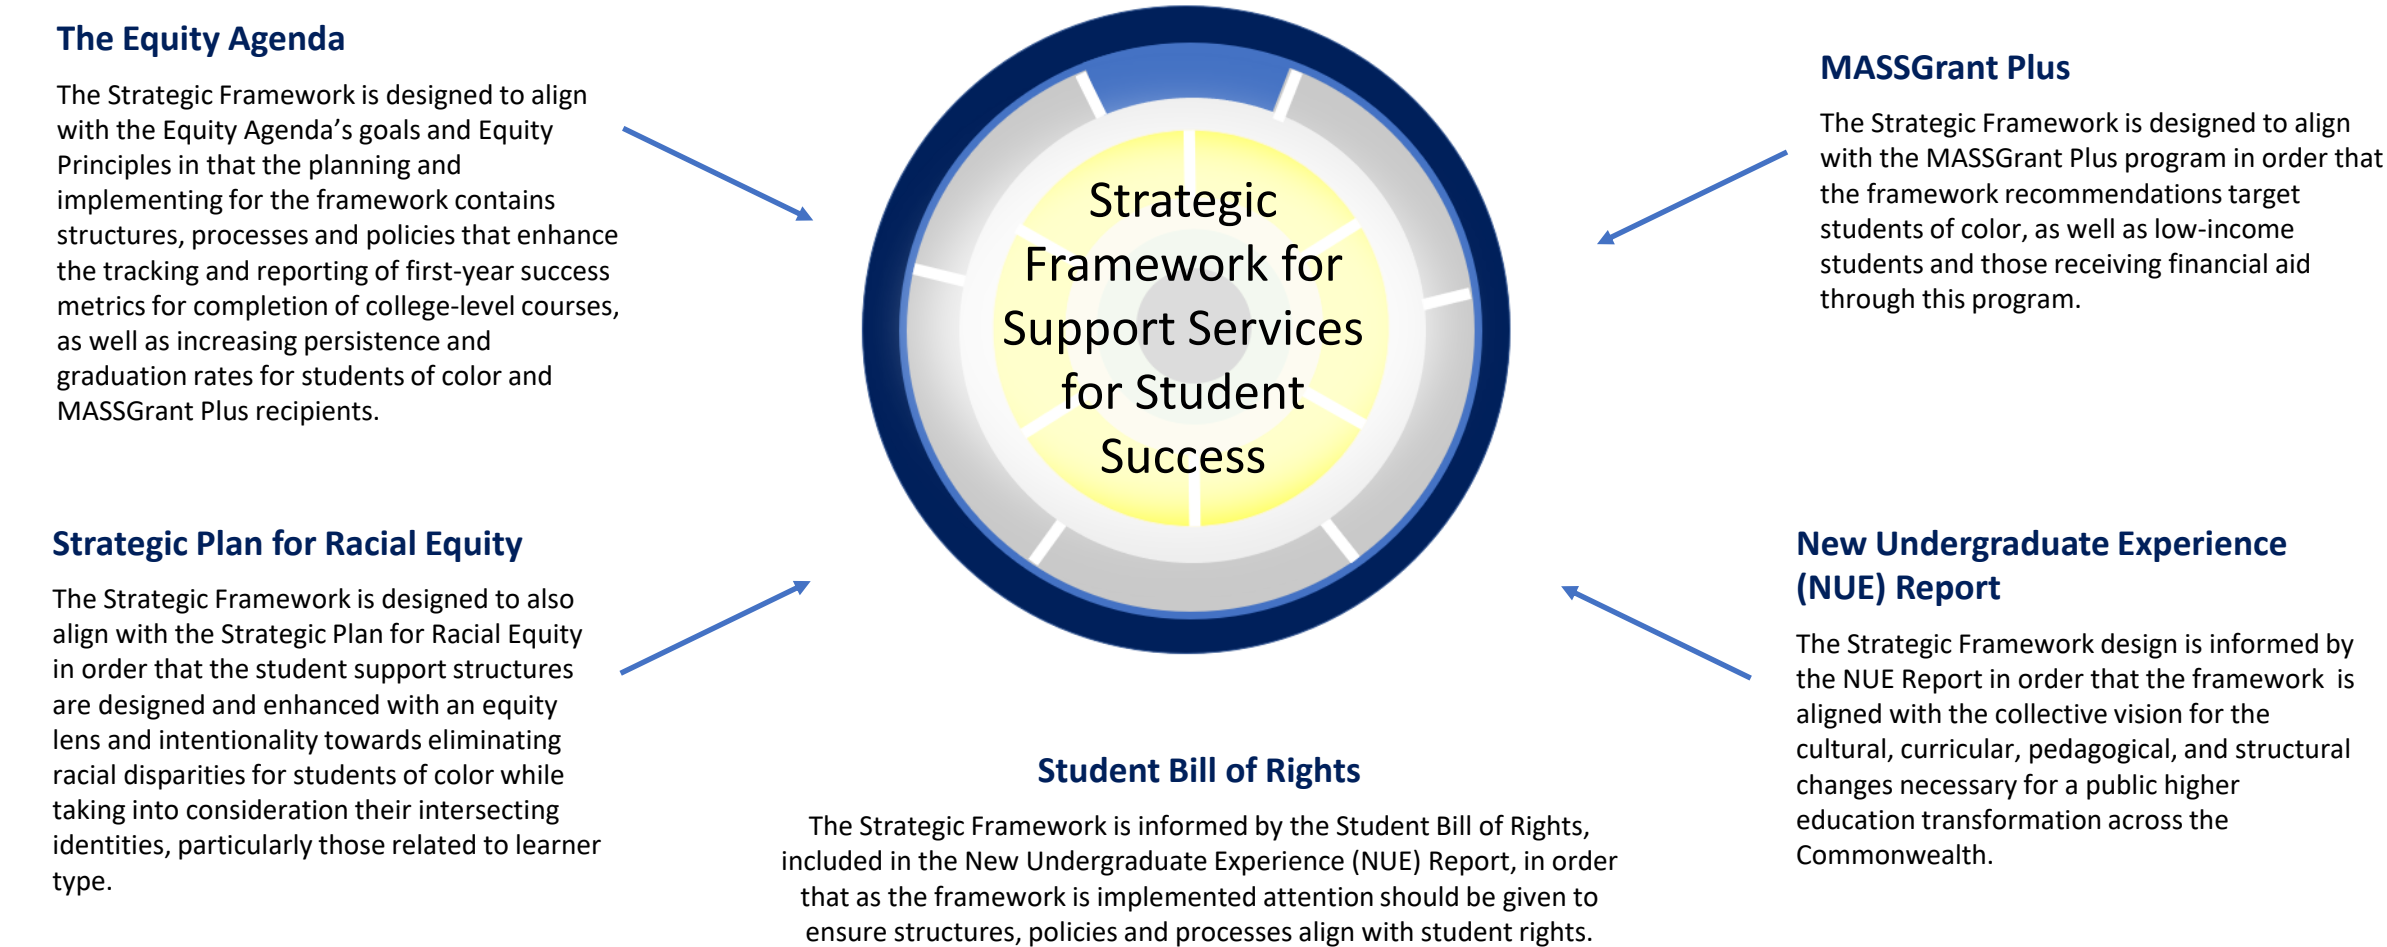 The Equity Agenda
The Strategic Framework is designed to align
with the Equity Agenda’s goals and Equity
Principles in that the planning and
implementing for the framework contains
structures, processes and policies that enhance
the tracking and reporting of first-year success
metrics for completion of college-level courses,
as well as increasing persistence and
graduation rates for students of color and
MASSGrant Plus recipients.
Strategic Plan for Racial Equity
The Strategic Framework is designed to also
align with the Strategic Plan for Racial Equity
in order that the student support structures
are designed and enhanced with an equity
lens and intentionality towards eliminating
racial disparities for students of color while
taking into consideration their intersecting
identities, particularly those related to learner
type.
Strategic
Framework for
Support Services
for Student
Success
Student Bill of Rights
The Strategic Framework is informed by the Student Bill of Rights,
included in the New Undergraduate Experience (NUE) Report, in order
that as the framework is implemented attention should be given to
ensure structures, policies and processes align with student rights.
MASSGrant Plus
The Strategic Framework is designed to align
with the MASSGrant Plus program in order that
the framework recommendations target
students of color, as well as low-income
students and those receiving financial aid
through this program.
New Undergraduate Experience
(NUE) Report
The Strategic Framework design is informed by
the NUE Report in order that the framework  is
aligned with the collective vision for the
cultural, curricular, pedagogical, and structural
changes necessary for a public higher
education transformation across the
Commonwealth.